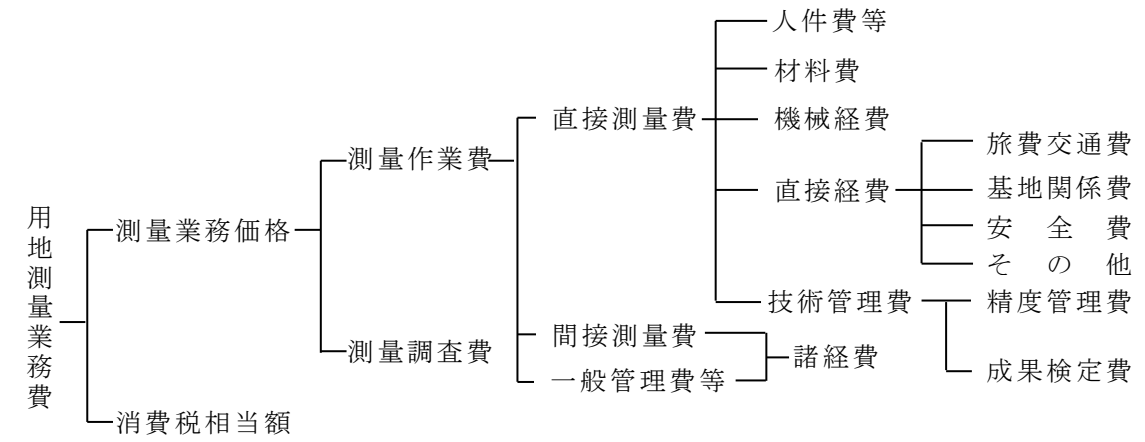 人件費等
材料費
直接測量費
機械経費
旅費交通費
測量作業費
直接経費
基地関係費
用地測量業務費
測量業務価格
安全費
その他
技術管理費
精度管理費
間接測量費
測量調査費
諸経費
一般管理費等
成果検定費
消費税相当額